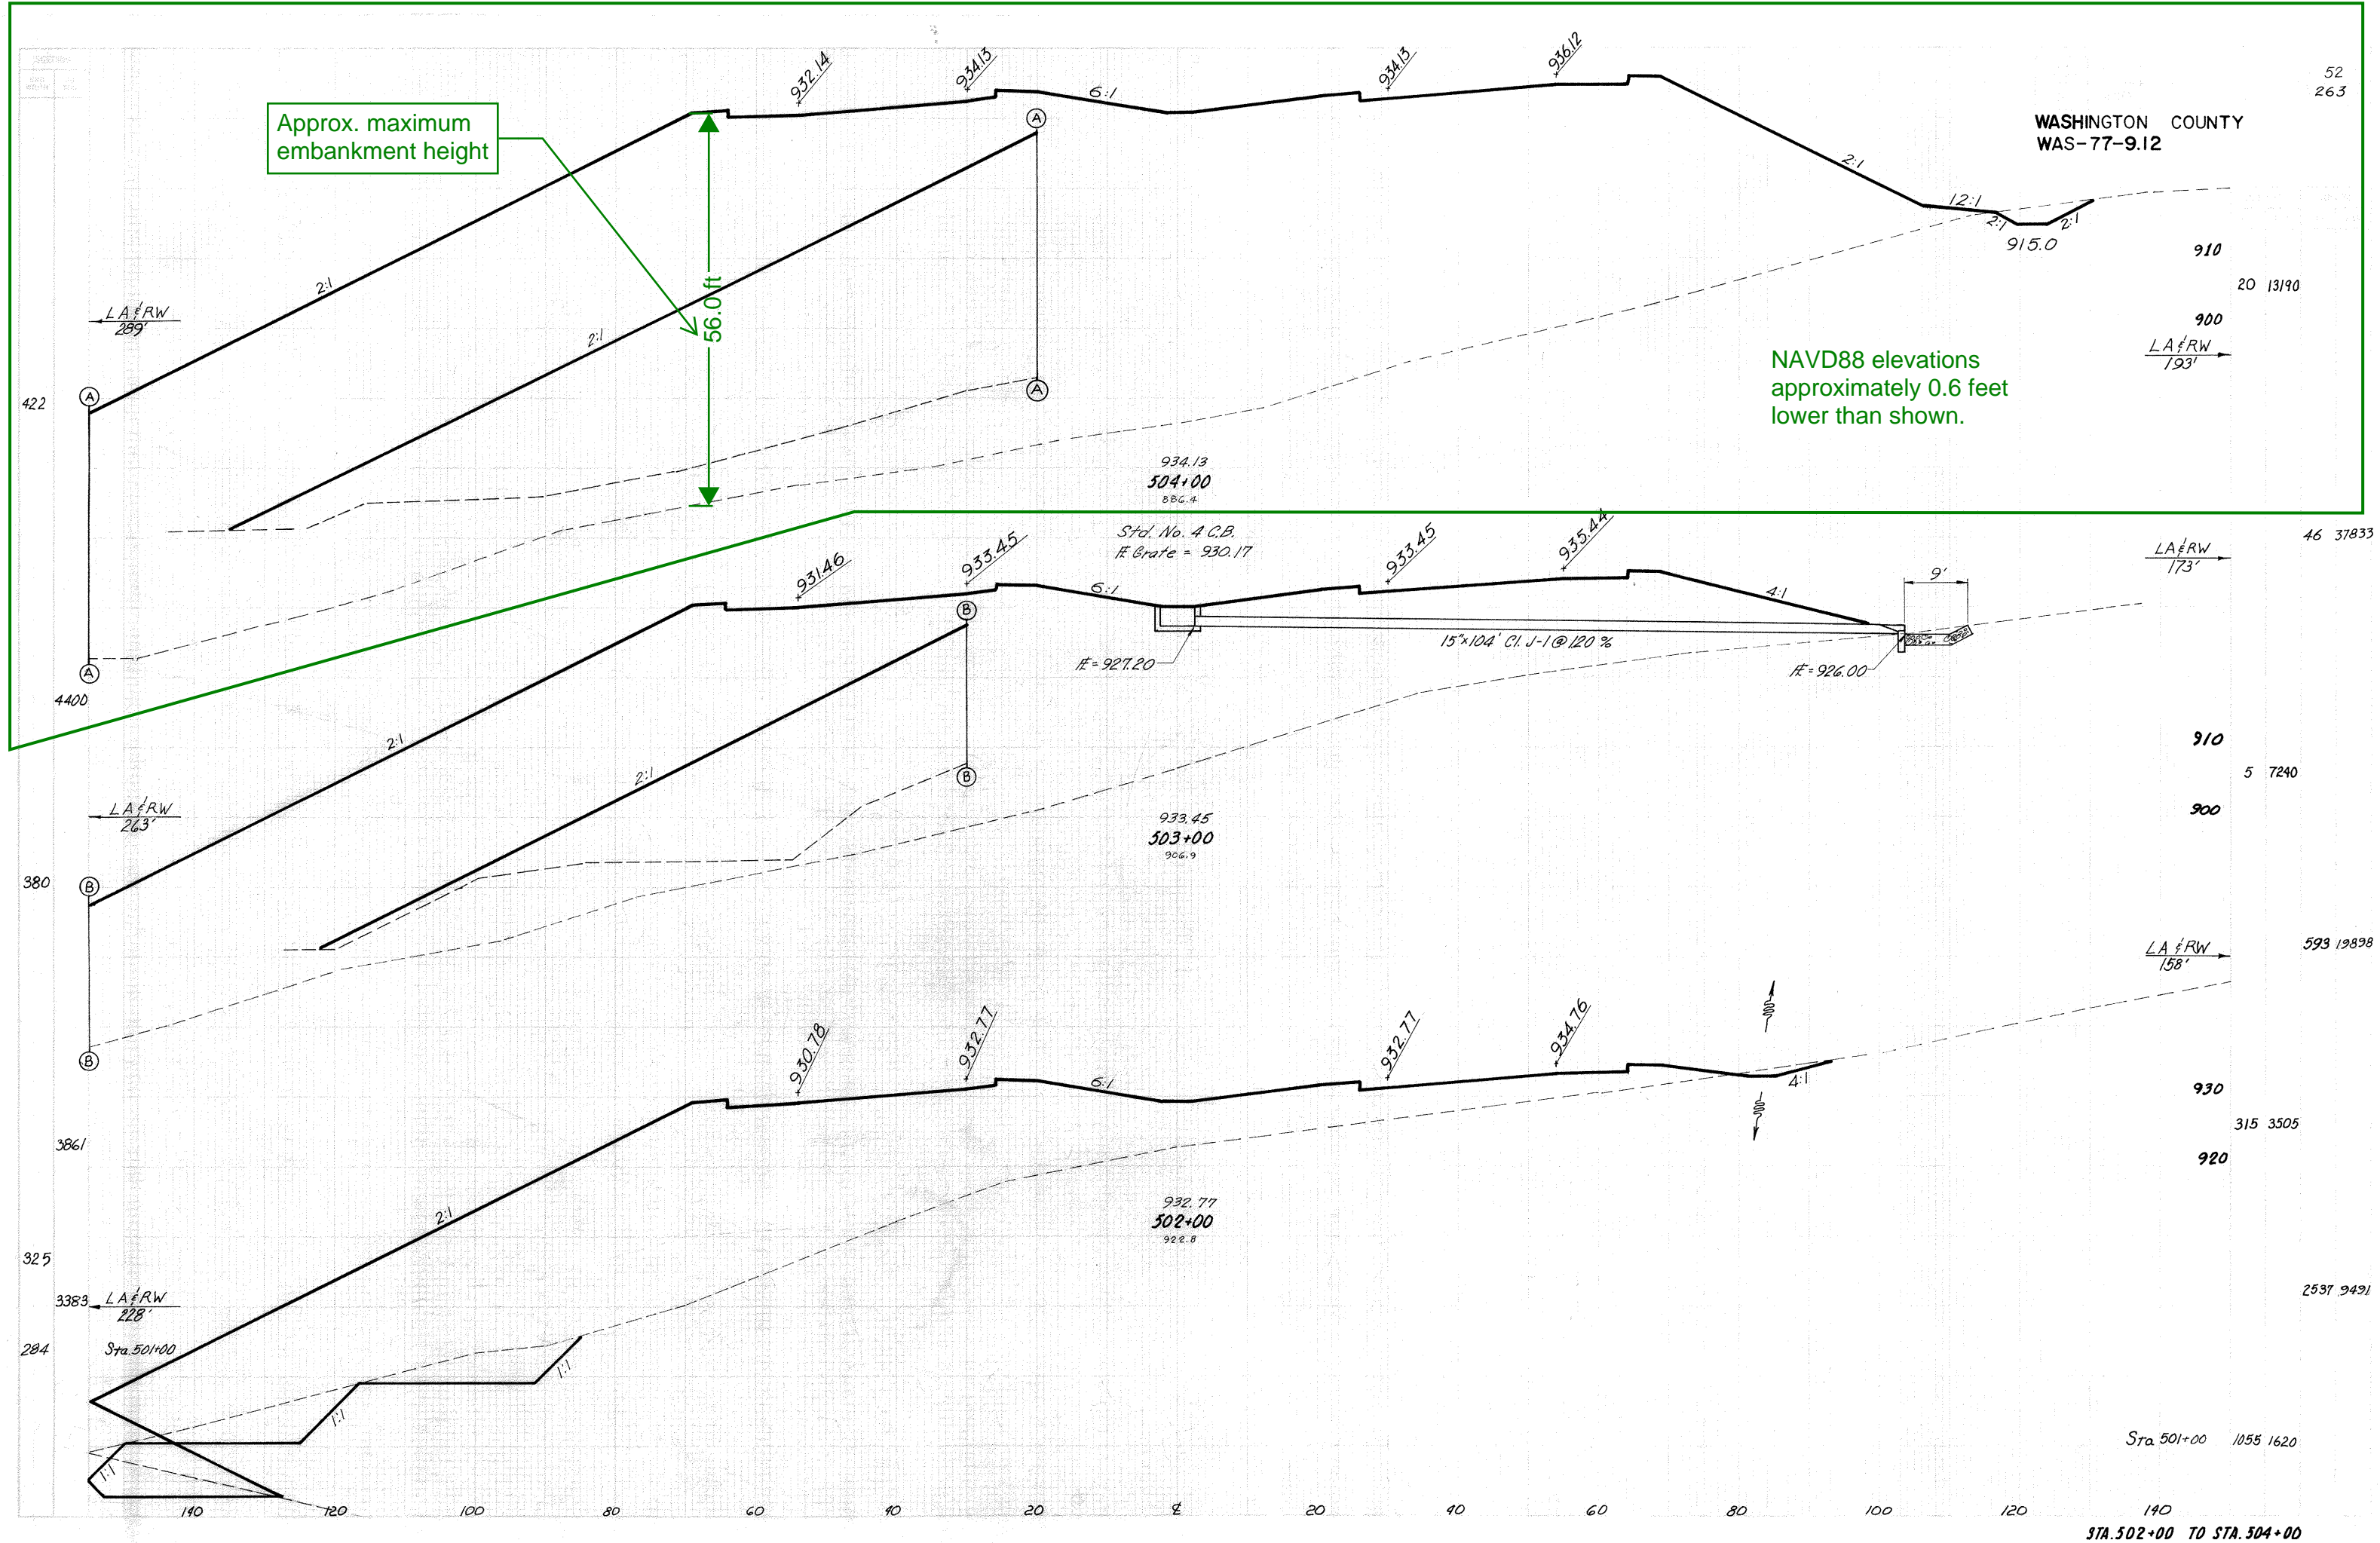 932.14
934.13
934.13
936.12
52
263
Approx. maximum
embankment height
6:1
A
WASHINGTON COUNTY
WAS-77-9.12
2:1
12:1
2:1
2:1
915.0
910
20 13190
900
2:1
LA & RW
289'
56.0 ft
2:1
LA & RW
193'
NAVD88 elevations
approximately 0.6 feet
lower than shown.
A
A
422
934.13
504+00
886.4
Std. No. 4 C.B.
℄ Grate = 930.17
46 37833
931.46
933.45
933.45
935.44
LA & RW
173'
9'
6:1
4:1
B
15"x104' Cl. J-1 @ 1.20 %
℄ = 927.20
℄ = 926.00
A
4400
2:1
2:1
B
910
5 7240
900
LA & RW
263'
933.45
503+00
906.9
380
B
LA & RW
158'
593 19898
930.78
932.77
932.77
934.76
B
6:1
4:1
930
315 3505
920
3861
2:1
932.77
502+00
922.8
325
3383
LA & RW
228'
2537 9491
284
Sta. 501+00
1:1
1:1
1:1
Sta 501+00 1055 1620
140 120 100 80 60 40 20 ℄ 20 40 60 80 100 120 140
STA. 502+00 TO STA. 504+00